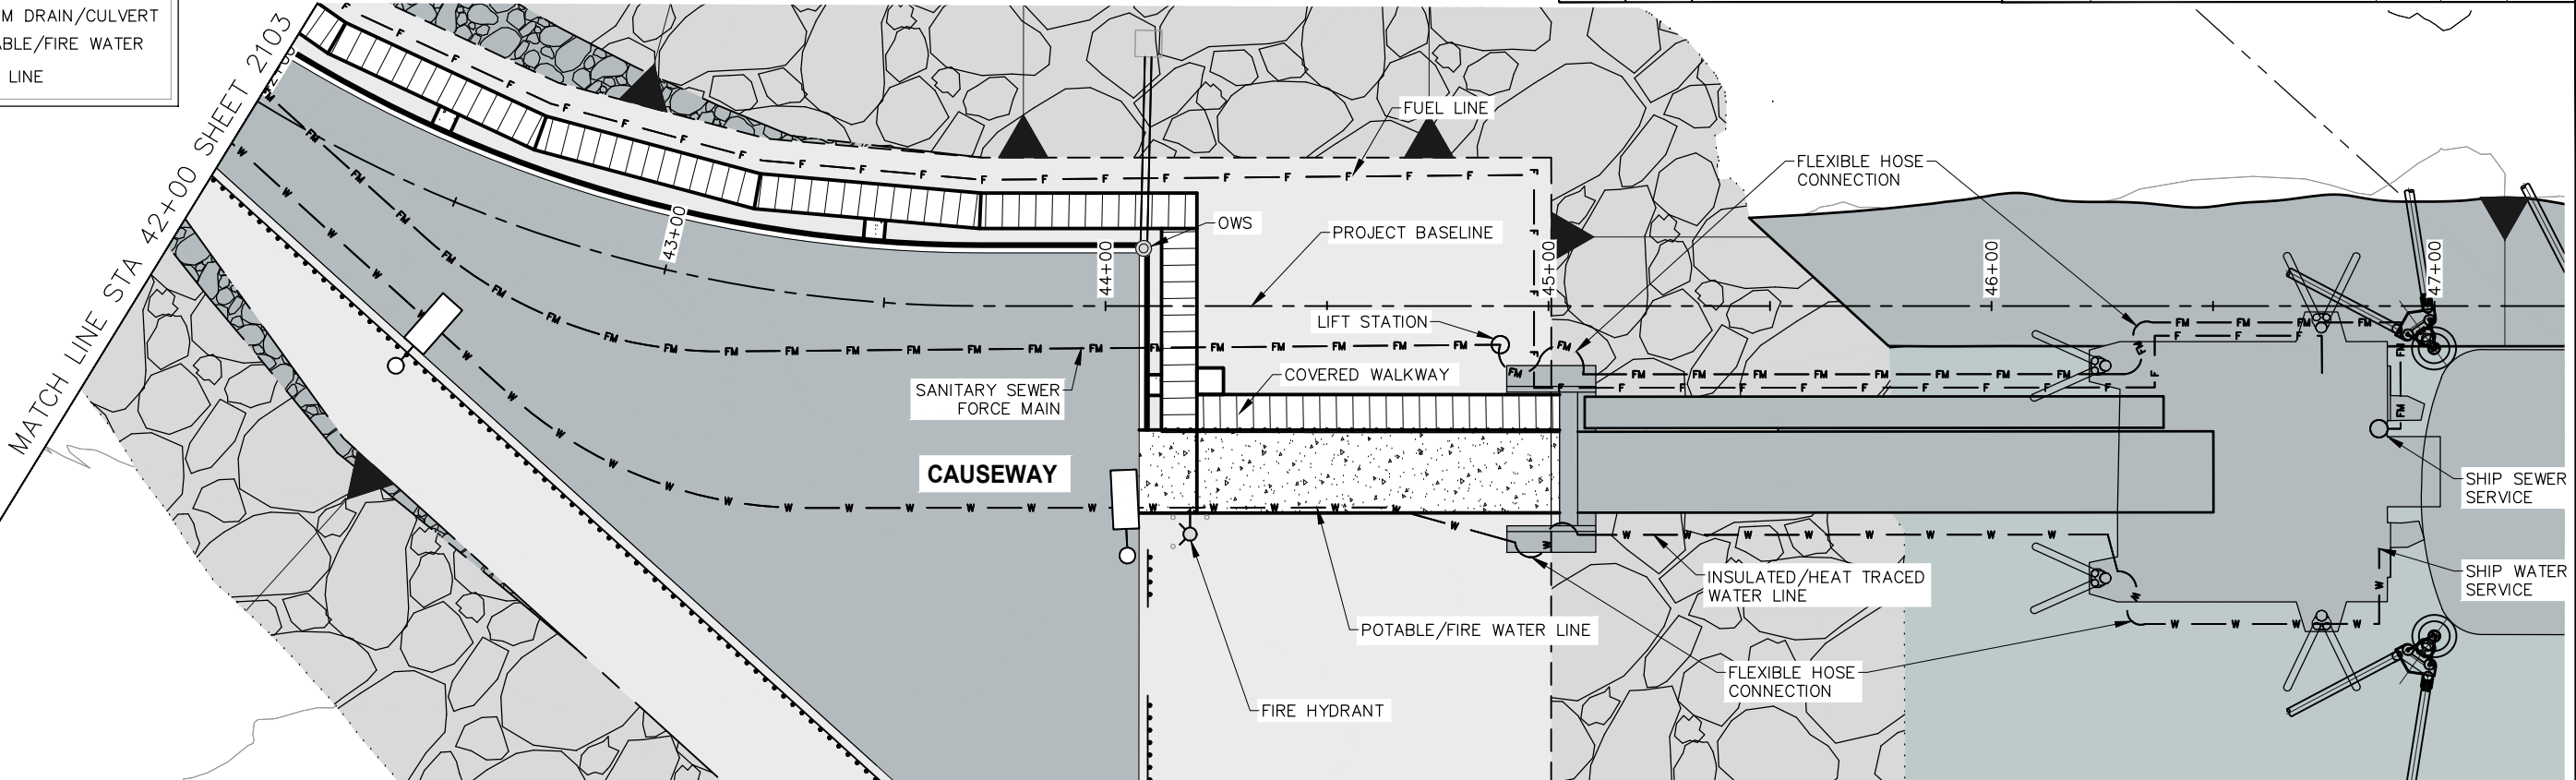 M DRAIN/CULVERT
ABLE/FIRE WATER
LINE
MATCH LINE STA 42+00 SHEET 2103
43+00
44+00
45+00
46+00
47+00
FUEL LINE
FLEXIBLE HOSE
CONNECTION
OWS
PROJECT BASELINE
LIFT STATION
COVERED WALKWAY
SANITARY SEWER
FORCE MAIN
CAUSEWAY
SHIP SEWER
SERVICE
INSULATED/HEAT TRACED
WATER LINE
SHIP WATER
SERVICE
POTABLE/FIRE WATER LINE
FLEXIBLE HOSE
CONNECTION
FIRE HYDRANT